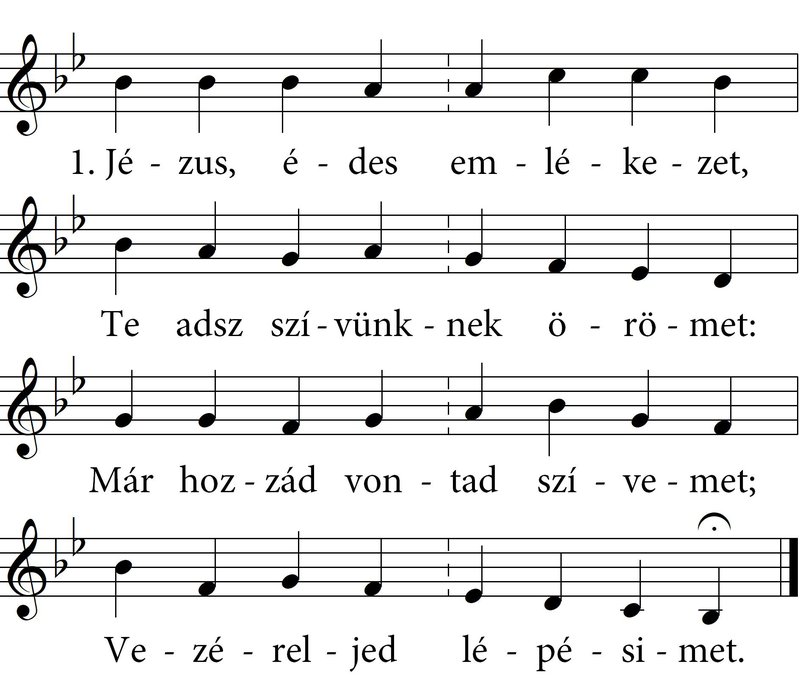 1. Jé - zus, é - des em - lé - ke - zet,
Te adsz szí - vünk - nek ö - rö - met:
Már hoz - zád von - tad szí - ve - met;
Ve - zé - rel - jed lé - pé - si - met.